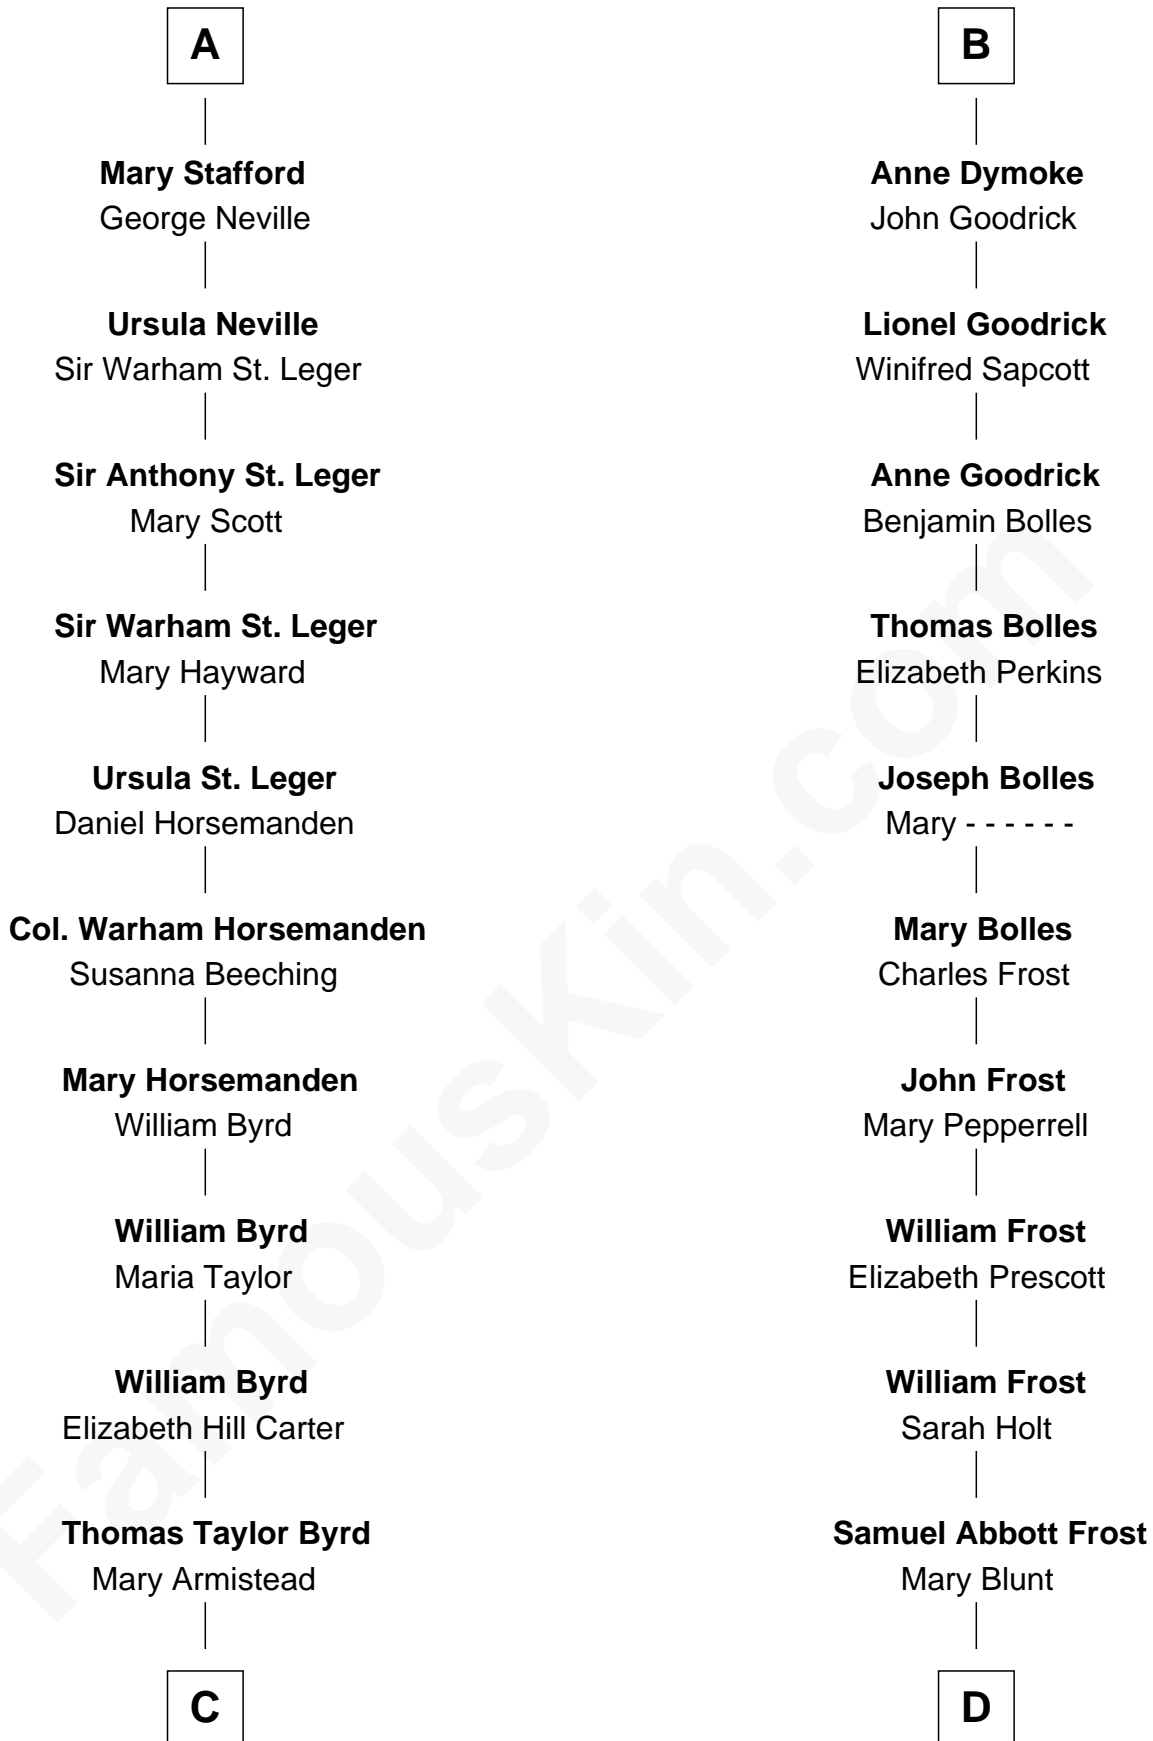 A
Mary Stafford
George Neville
Ursula Neville
Sir Warham St. Leger
Sir Anthony St. Leger
Mary Scott
Sir Warham St. Leger
Mary Hayward
Ursula St. Leger
Daniel Horsemanden
Col. Warham Horsemanden
Susanna Beeching
Mary Horsemanden
William Byrd
William Byrd
Maria Taylor
William Byrd
Elizabeth Hill Carter
Thomas Taylor Byrd
Mary Armistead
C
B
Anne Dymoke
John Goodrick
Lionel Goodrick
Winifred Sapcott
Anne Goodrick
Benjamin Bolles
Thomas Bolles
Elizabeth Perkins
Joseph Bolles
Mary - - - - - -
Mary Bolles
Charles Frost
John Frost
Mary Pepperrell
William Frost
Elizabeth Prescott
William Frost
Sarah Holt
Samuel Abbott Frost
Mary Blunt
D
FamousKin.com